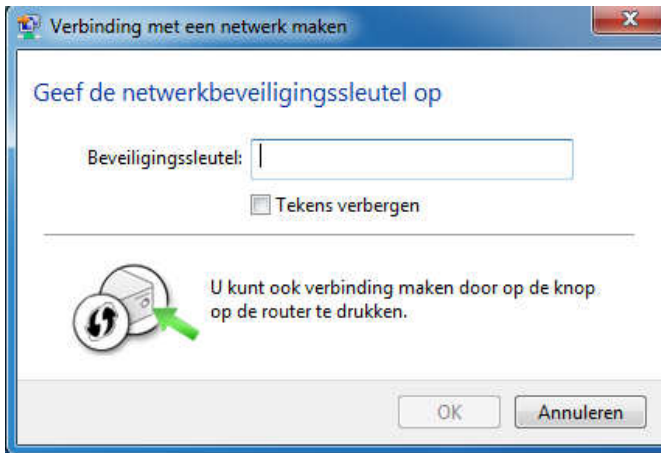 Verbinding met een netwerk maken
Geef de netwerkbeveiligingssleutel op
Beveiligingssleutel:
Tekens verbergen
U kunt ook verbinding maken door op de knop
op de router te drukken.
OK Annuleren